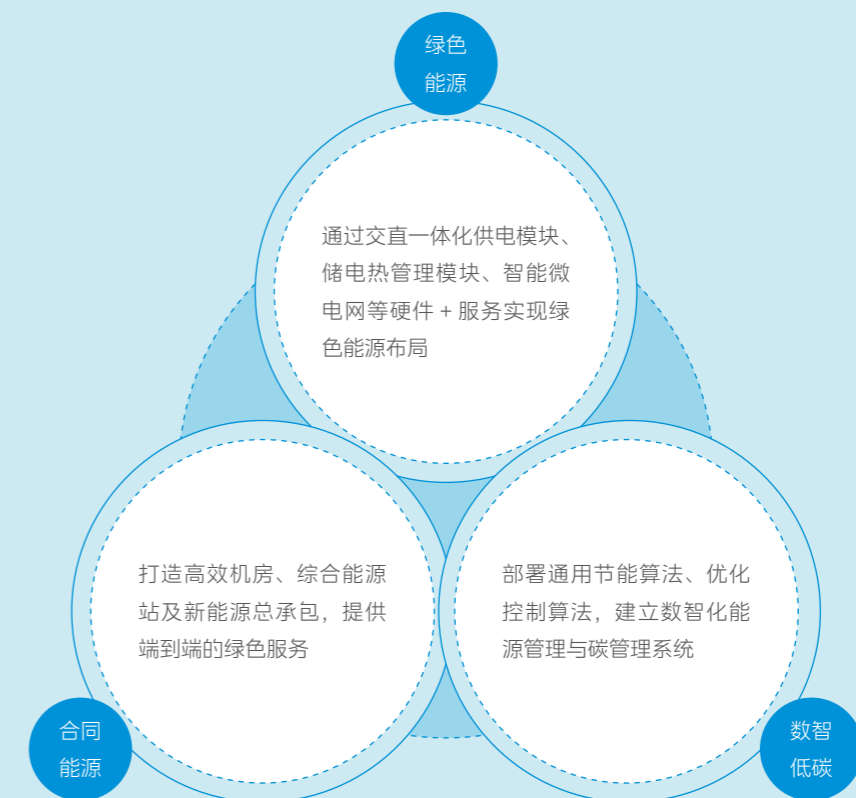 绿色
能源
通过交直一体化供电模块、
储电热管理模块、智能微
电网等硬件 + 服务实现绿
色能源布局
打造高效机房、综合能源
站及新能源总承包，提供
端到端的绿色服务
部署通用节能算法、优化
控制算法，建立数智化能
源管理与碳管理系统
合同
能源
数智
低碳